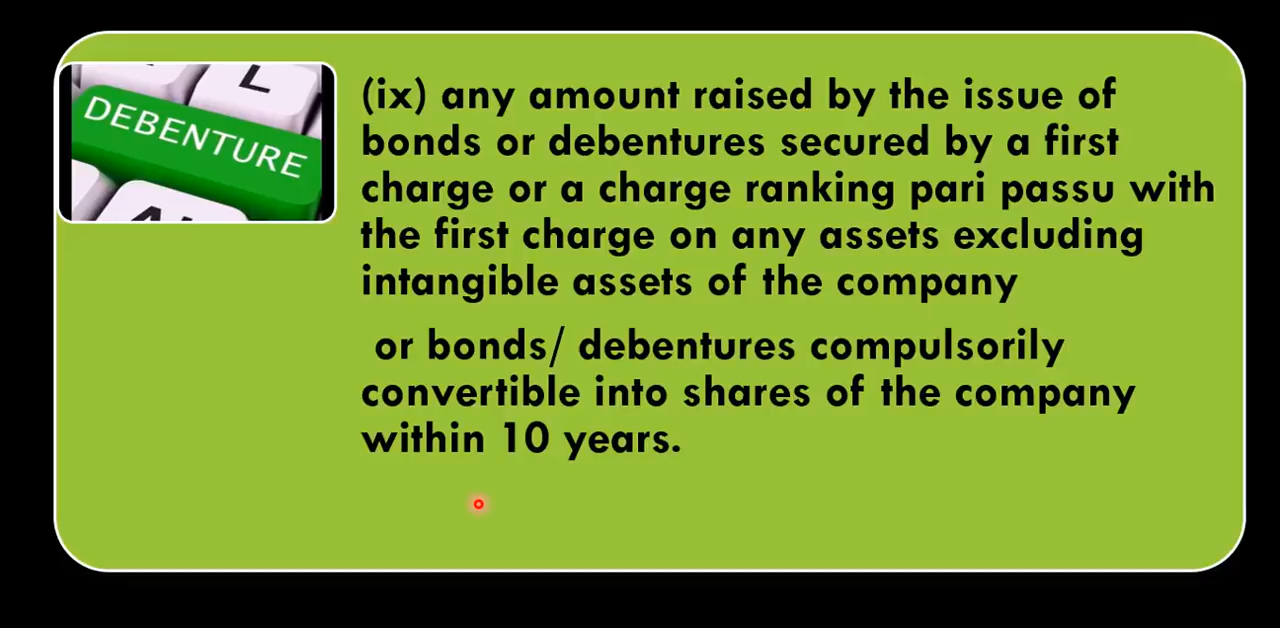 L
DEBENTURE
(ix) any amount raised by the issue of
bonds or debentures secured by a first
charge or a charge ranking pari passu with
the first charge on any assets excluding
intangible assets of the company
or bonds/ debentures compulsorily
convertible into shares of the company
within 10 years.